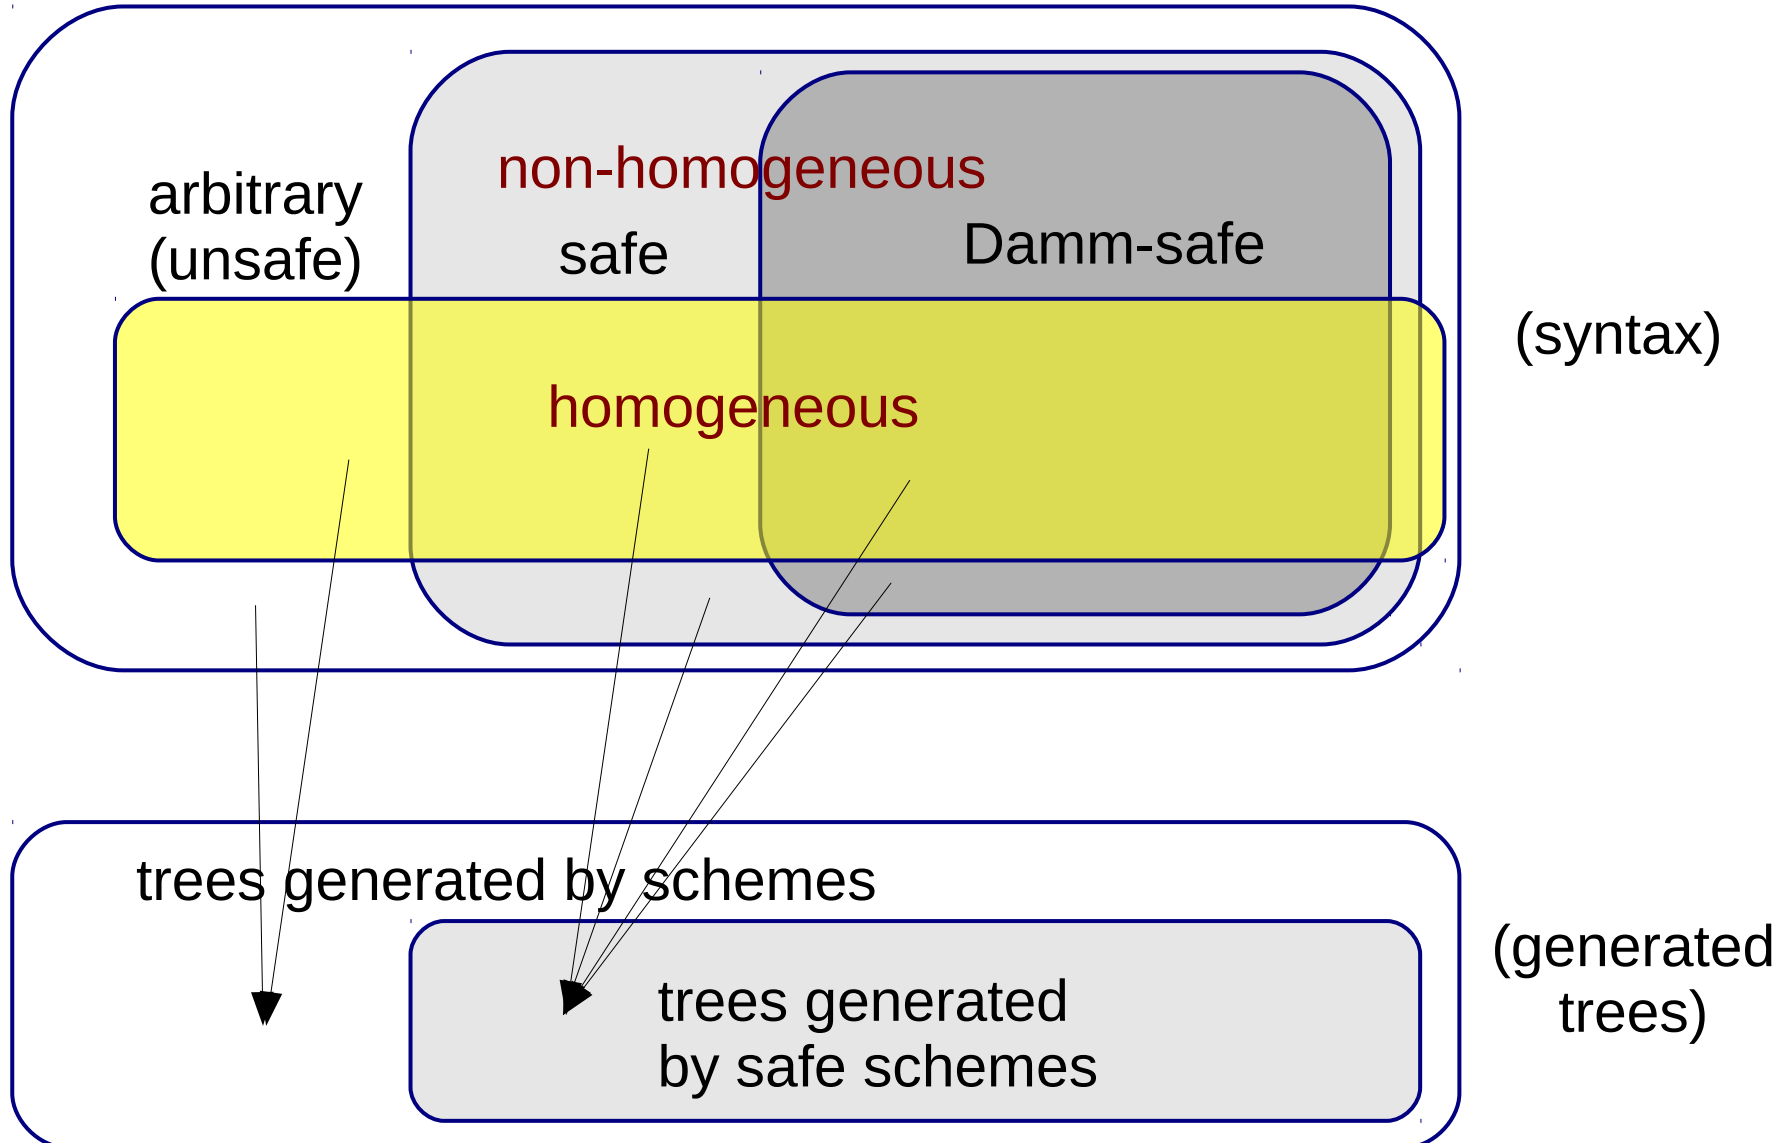 non-homogeneous
arbitrary
(unsafe)
safe
Damm-safe
(syntax)
homogeneous
trees generated by schemes
(generated
trees)
trees generated
by safe schemes